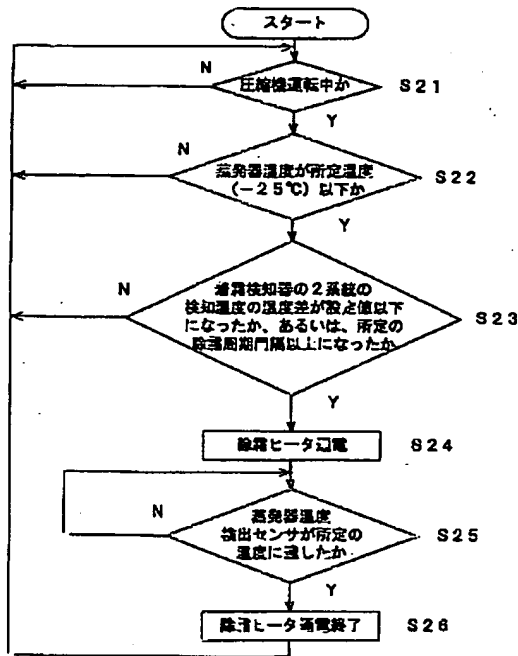 スタート
N
圧縮機運転中か
S21
Y
N
蒸発器温度が所定温度
(-25℃)以下か
S22
Y
N
着霜検知器の2系統の
検知温度の温度差が設定値以下
になったか、あるいは、所定の
除霜周期間隔以上になったか
S23
Y
除霜ヒータ通電
S24
N
蒸発器温度
検出センサが所定の
温度に達したか
S25
Y
除霜ヒータ通電終了
S26